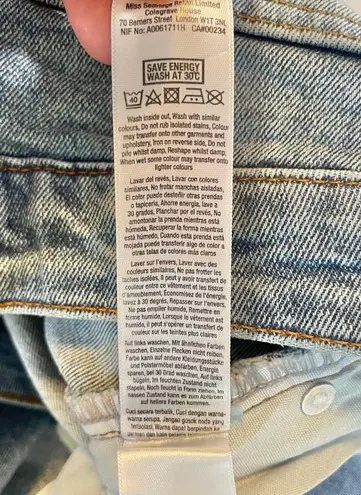 Miss Selfridge Retail Limited
Colegrave House
70 Berners Street London W1T 3NL
NIF No: A0061711H CA#00234
SAVE ENERGY
WASH AT 30°C
40
Wash inside out, Wash with similar
colours, Do not rub isolated stains, Colour
may transfer onto other garments and
upholstery, Iron on reverse side, Do not
pile whilst damp, Reshape whilst damp.
When wet some colour may transfer onto
lighter colours
Lavar del revés, Lavar con colores
similares, No frotar manchas aisladas,
El color puede desteñir otras prendas
o tapicería, Ahorre energía, lave a
30 grados, Planchar por el revés, No
amontonar la prenda mientras está
húmeda, Recuperar la forma mientras
está húmedo, Cuando esta prenda está
mojada puede transferir algo de color a
otras telas de colores más claros
Laver sur l'envers, Laver avec des
couleurs similaires, Ne pas frotter les
taches isolées, Il peut y avoir transfert de
couleur entre ce vêtement et les tissus
d'ameublement, Économisez de l'énergie,
lavez à 30 degrés, Repasser sur l'envers,
Ne pas empiler humide, Remettre en
forme humide, Lorsque le vêtement est
humide, il peut s'opérer un transfert de
couleur sur les teintes plus claires
Auf links waschen, Mit ähnlichen Farben
waschen, Einzelne Flecken nicht reiben,
Farbe kann auf andere Kleidungsstücke
und Polstermöbel abfärben, Energie
sparen, bei 30 Grad waschen, Auf links
bügeln, Im feuchten Zustand nicht
stapeln, Noch feucht in Form ziehen, Im
nassen Zustand kann es zum Abfärben
auf hellere Farben kommen
Cuci secara terbalik, Cuci dengan warna-
warna serupa, Jangan gosok noda yang
terisolasi, Warna dapat berpindah ke